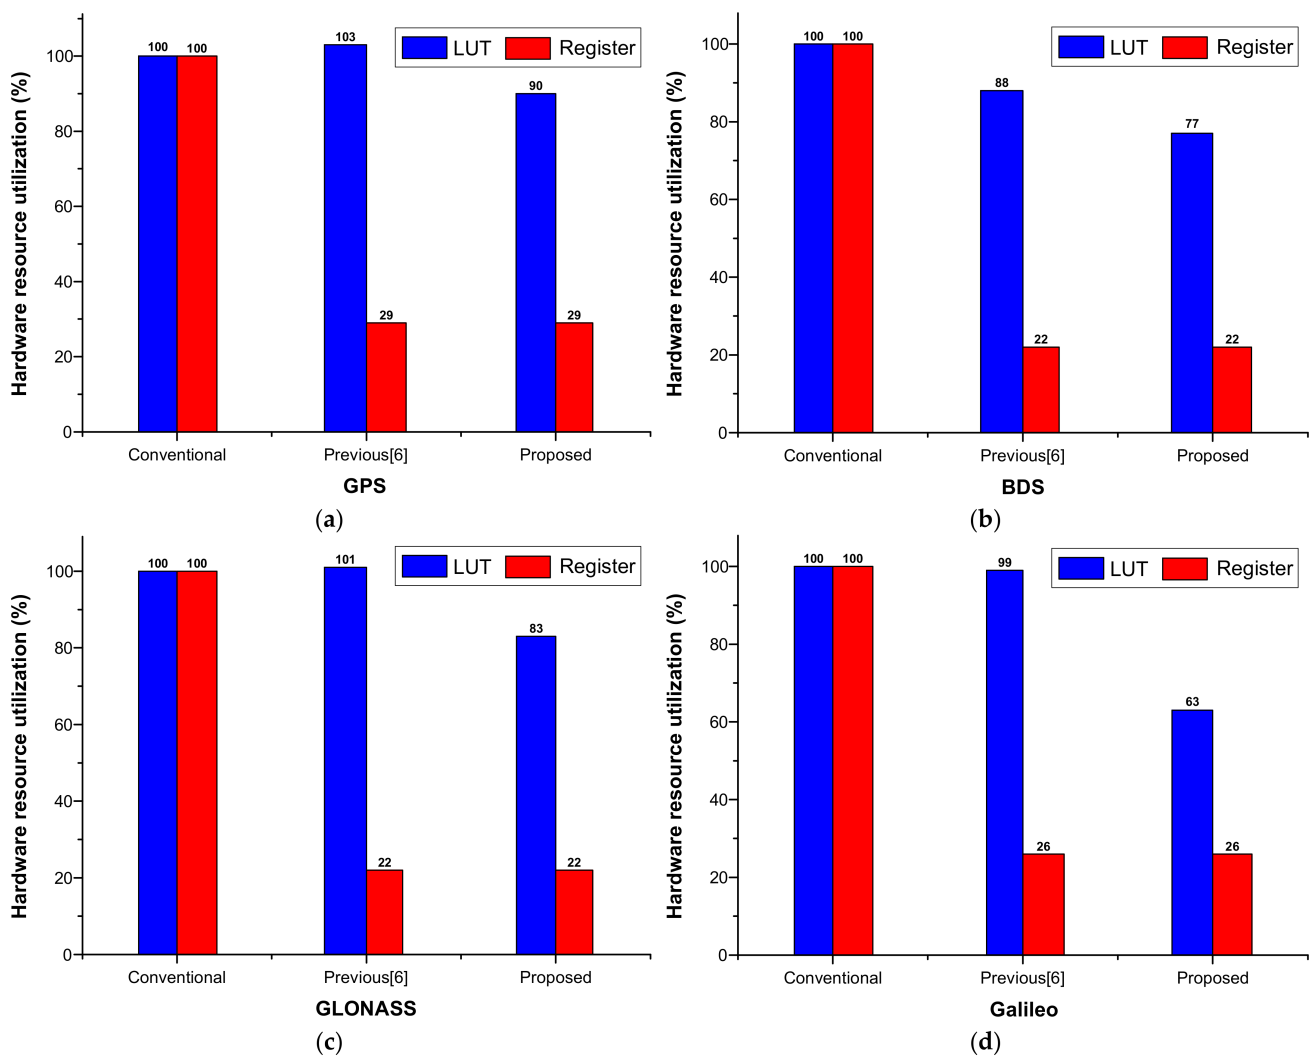 Hardware resource utilization (%)
100
80
60
40
20
0
LUT
Register
100
100
103
29
90
29
Conventional
Previous[6]
Proposed
GPS
(a)
Hardware resource utilization (%)
100
80
60
40
20
0
LUT
Register
100
100
88
22
77
22
Conventional
Previous[6]
Proposed
BDS
(b)
Hardware resource utilization (%)
100
80
60
40
20
0
LUT
Register
100
100
101
22
83
22
Conventional
Previous[6]
Proposed
GLONASS
(c)
Hardware resource utilization (%)
100
80
60
40
20
0
LUT
Register
100
100
99
26
63
26
Conventional
Previous[6]
Proposed
Galileo
(d)